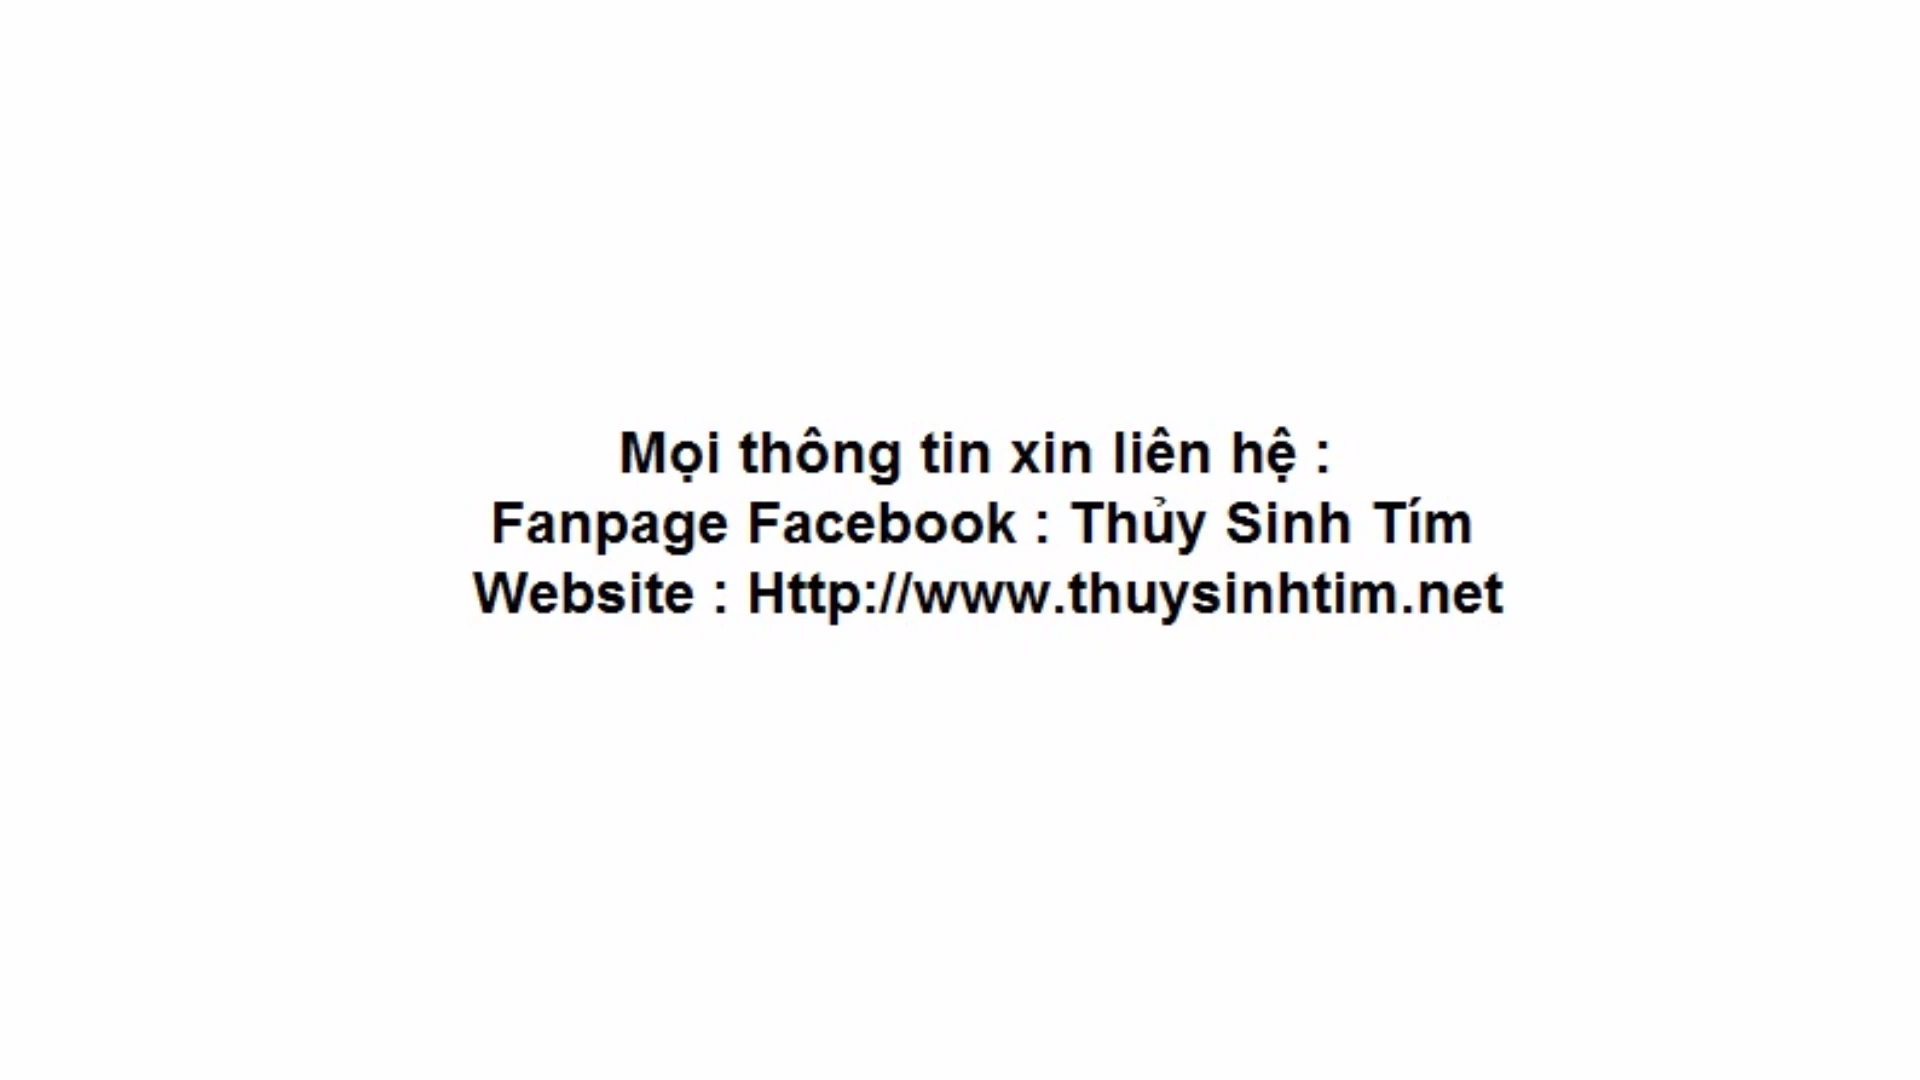 Mọi thông tin xin liên hệ :
Fanpage Facebook : Thủy Sinh Tím
Website : Http://www.thuysinhtim.net